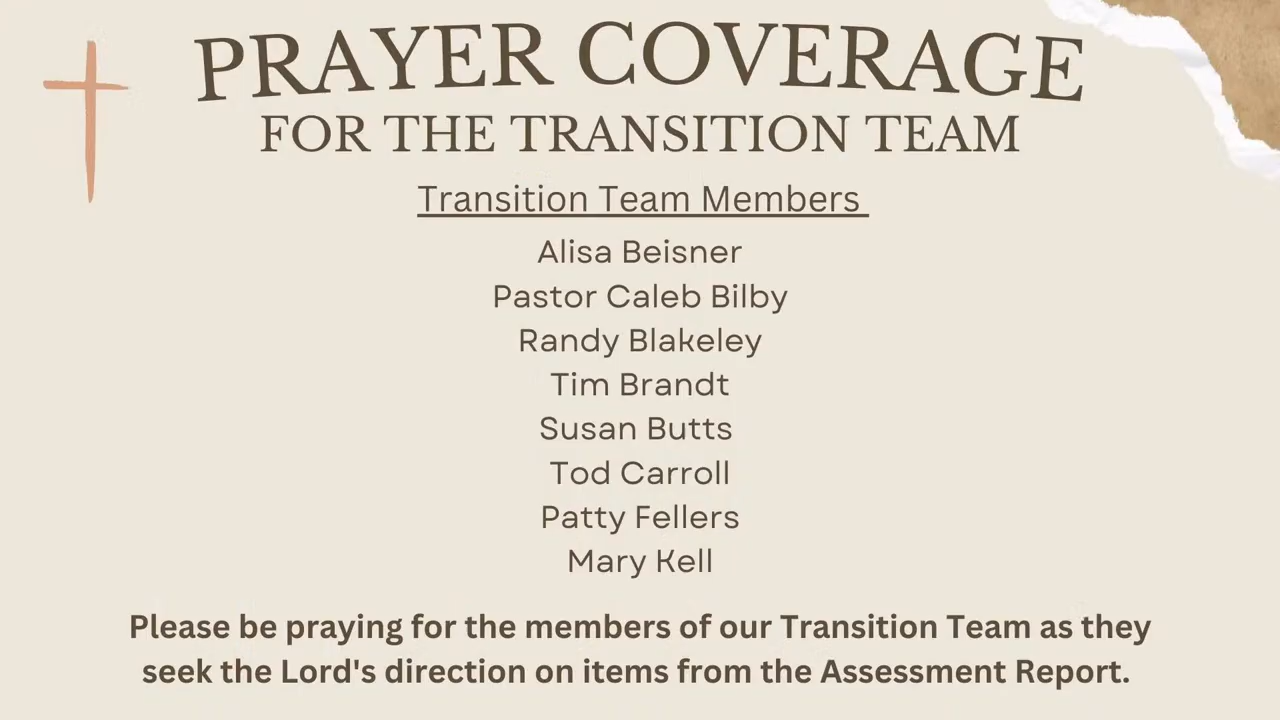 PRAYER COVERAGE
FOR THE TRANSITION TEAM
Transition Team Members
Alisa Beisner
Pastor Caleb Bilby
Randy Blakeley
Tim Brandt
Susan Butts
Tod Carroll
Patty Fellers
Mary Kell
Please be praying for the members of our Transition Team as they
seek the Lord's direction on items from the Assessment Report.